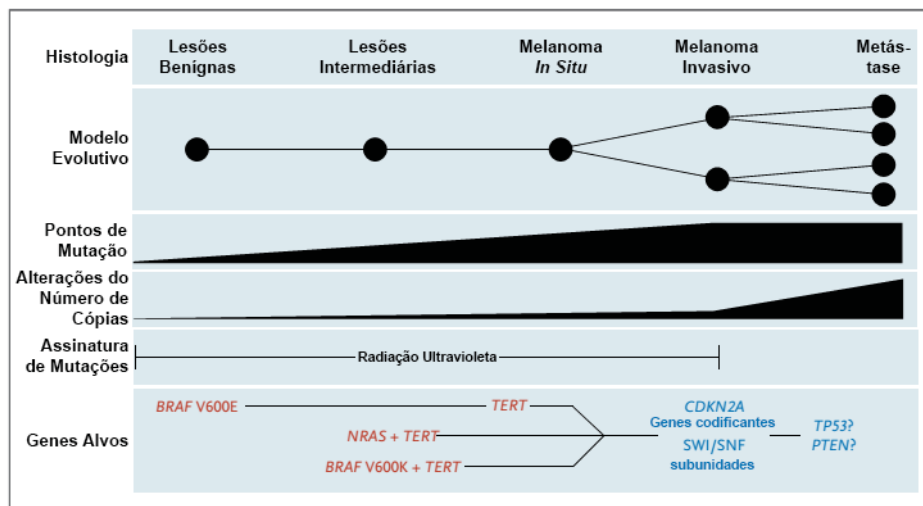 Histologia
Lesões
Benígnas
Lesões
Intermediárias
Melanoma
In Situ
Melanoma
Invasivo
Metás-
tase
Modelo
Evolutivo
Pontos de
Mutação
Alterações do
Número de
Cópias
Assinatura
de Mutações
Radiação Ultravioleta
Genes Alvos
BRAF V600E
TERT
NRAS + TERT
BRAF V600K + TERT
CDKN2A
Genes codificantes
SWI/SNF
subunidades
TP53?
PTEN?